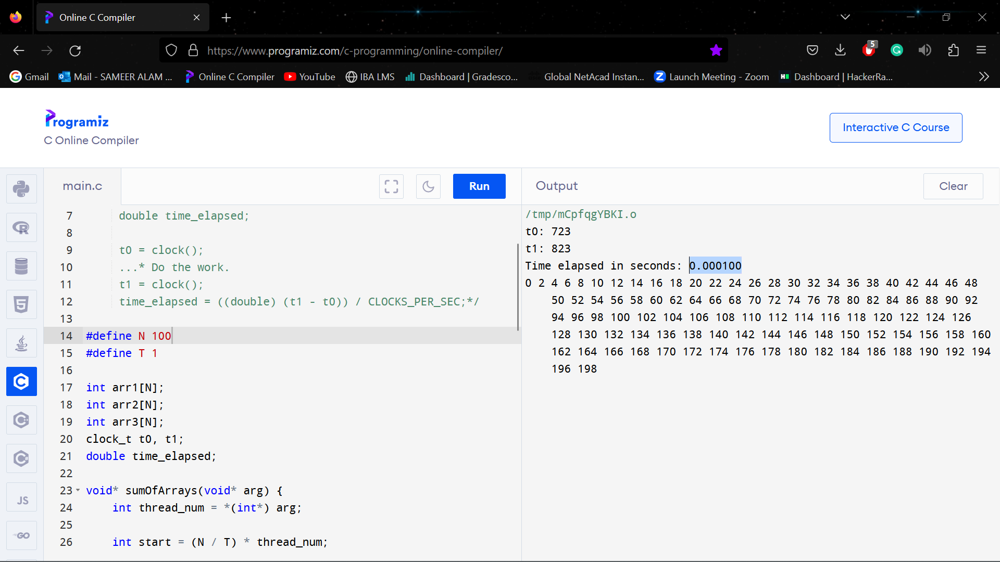 Online C Compiler
https://www.programiz.com/c-programming/online-compiler/
5
Gmail
Mail - SAMEER ALAM ...
Online C Compiler
YouTube
IBA LMS
Dashboard | Gradesco...
Global NetAcad Instan...
Launch Meeting - Zoom
Dashboard | HackerRa...
Programiz
C Online Compiler
Interactive C Course
main.c
Run
Output
Clear
7 double time_elapsed;
8
9 t0 = clock();
10 ...* Do the work.
11 t1 = clock();
12 time_elapsed = ((double) (t1 - t0)) / CLOCKS_PER_SEC;*/
13
14 #define N 100
15 #define T 1
16
17 int arr1[N];
18 int arr2[N];
19 int arr3[N];
20 clock_t t0, t1;
21 double time_elapsed;
22
23 void* sumOfArrays(void* arg) {
24 int thread_num = *(int*) arg;
25
26 int start = (N / T) * thread_num;
/tmp/mCpfqgYBKI.o
t0: 723
t1: 823
Time elapsed in seconds: 0.000100
0 2 4 6 8 10 12 14 16 18 20 22 24 26 28 30 32 34 36 38 40 42 44 46 48
50 52 54 56 58 60 62 64 66 68 70 72 74 76 78 80 82 84 86 88 90 92
94 96 98 100 102 104 106 108 110 112 114 116 118 120 122 124 126
128 130 132 134 136 138 140 142 144 146 148 150 152 154 156 158 160
162 164 166 168 170 172 174 176 178 180 182 184 186 188 190 192 194
196 198
R
5
C
C
C
JS
GO